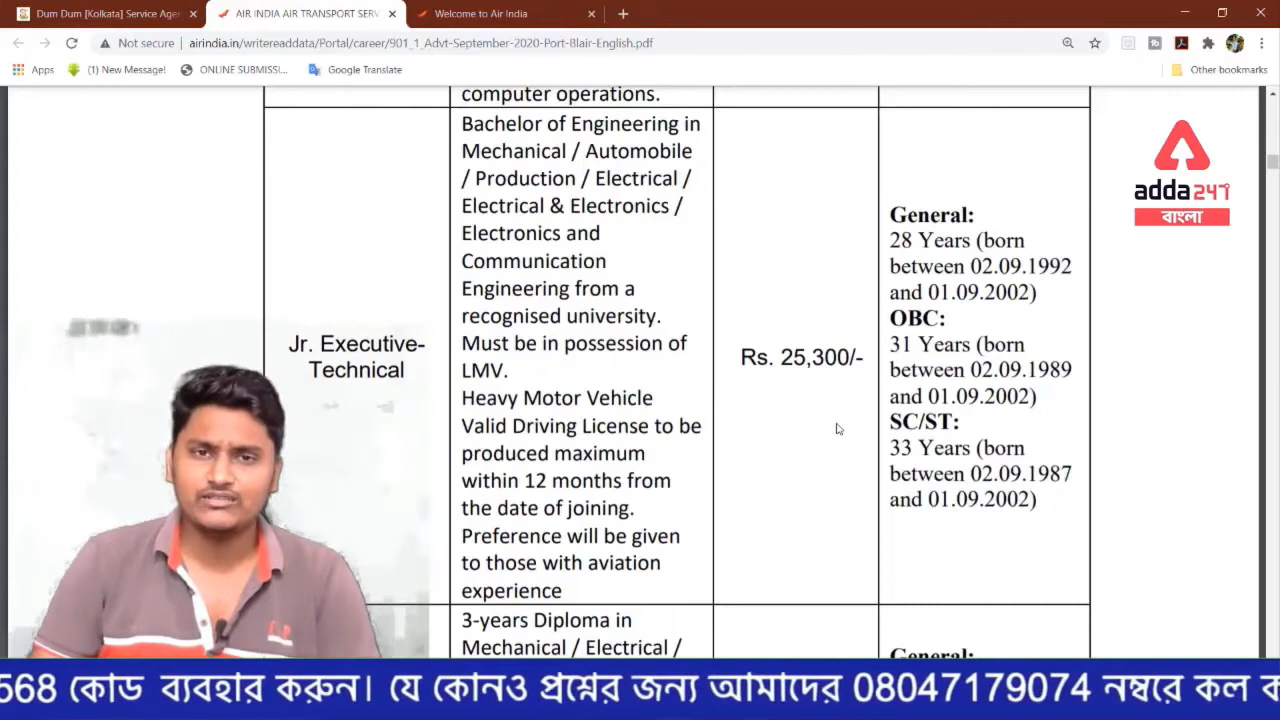 Dum Dum [Kolkata] Service Agen
AIR INDIA AIR TRANSPORT SERV
Welcome to Air India
Not secure
airindia.in/writereaddata/Portal/career/901_1_Advt-September-2020-Port-Blair-English.pdf
Apps
(1) New Message!
ONLINE SUBMISSI...
Google Translate
Other bookmarks
computer operations.
Jr. Executive-
Technical
Bachelor of Engineering in
Mechanical / Automobile
/ Production / Electrical /
Electrical & Electronics /
Electronics and
Communication
Engineering from a
recognised university.
Must be in possession of
LMV.
Heavy Motor Vehicle
Valid Driving License to be
produced maximum
within 12 months from
the date of joining.
Preference will be given
to those with aviation
experience
Rs. 25,300/-
General:
28 Years (born
between 02.09.1992
and 01.09.2002)
OBC:
31 Years (born
between 02.09.1989
and 01.09.2002)
SC/ST:
33 Years (born
between 02.09.1987
and 01.09.2002)
3-years Diploma in
Mechanical / Electrical /
General:
adda247
বাংলা
568 কোড ব্যবহার করুন। যে কোনও প্রশ্নের জন্য আমাদের 08047179074 নম্বরে কল ক